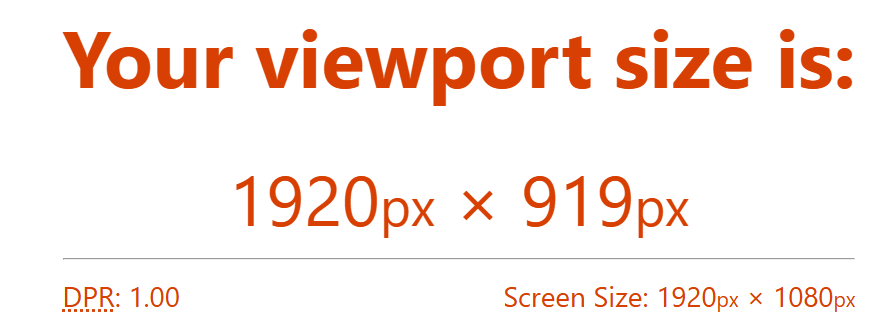 Your viewport size is:
1920px × 919px
DPR: 1.00 Screen Size: 1920px × 1080px